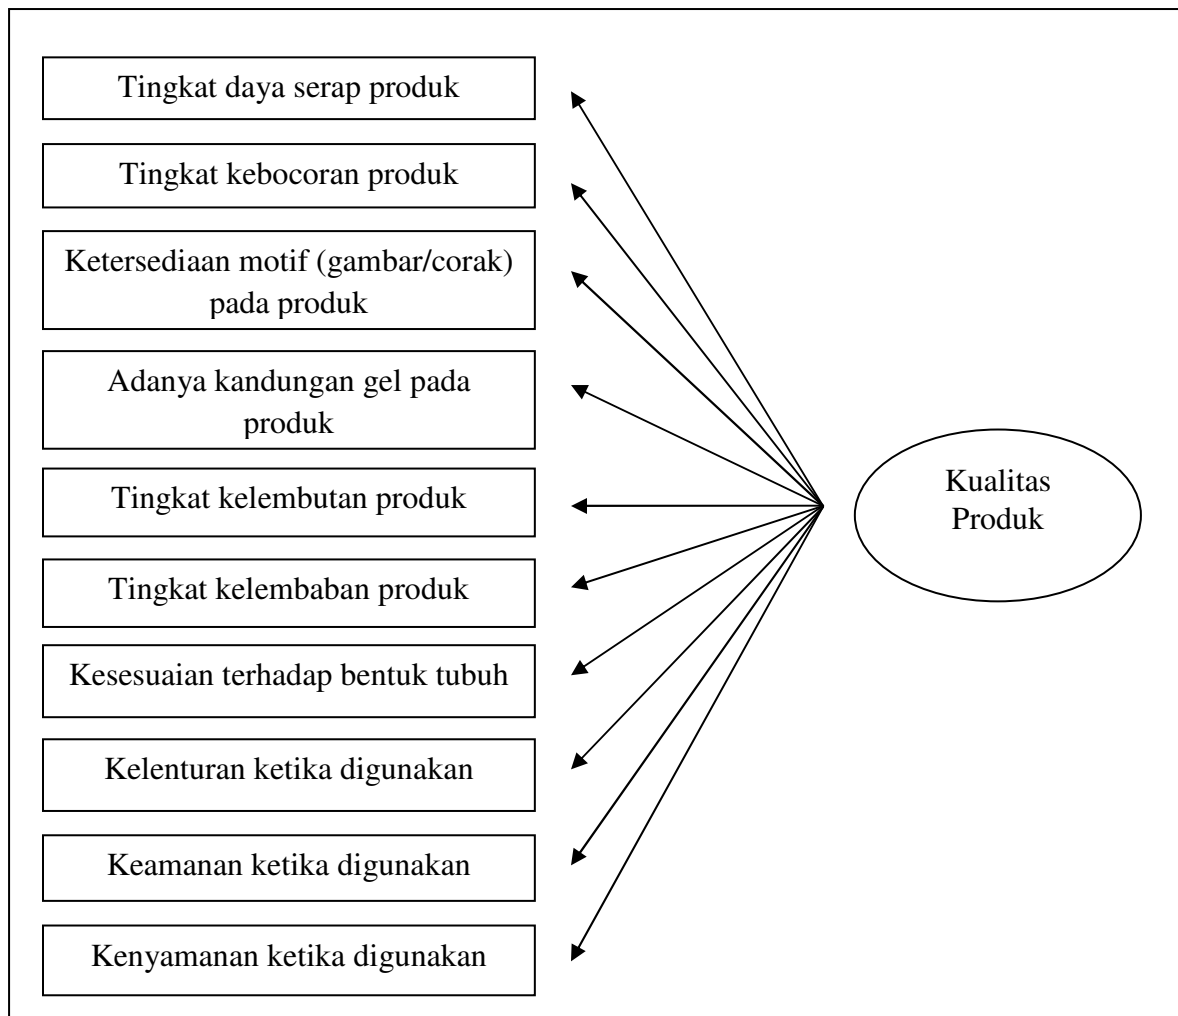 Tingkat daya serap produk
Tingkat kebocoran produk
Ketersediaan motif (gambar/corak)
pada produk
Adanya kandungan gel pada
produk
Tingkat kelembutan produk
Tingkat kelembaban produk
Kesesuaian terhadap bentuk tubuh
Kelenturan ketika digunakan
Keamanan ketika digunakan
Kenyamanan ketika digunakan
Kualitas
Produk